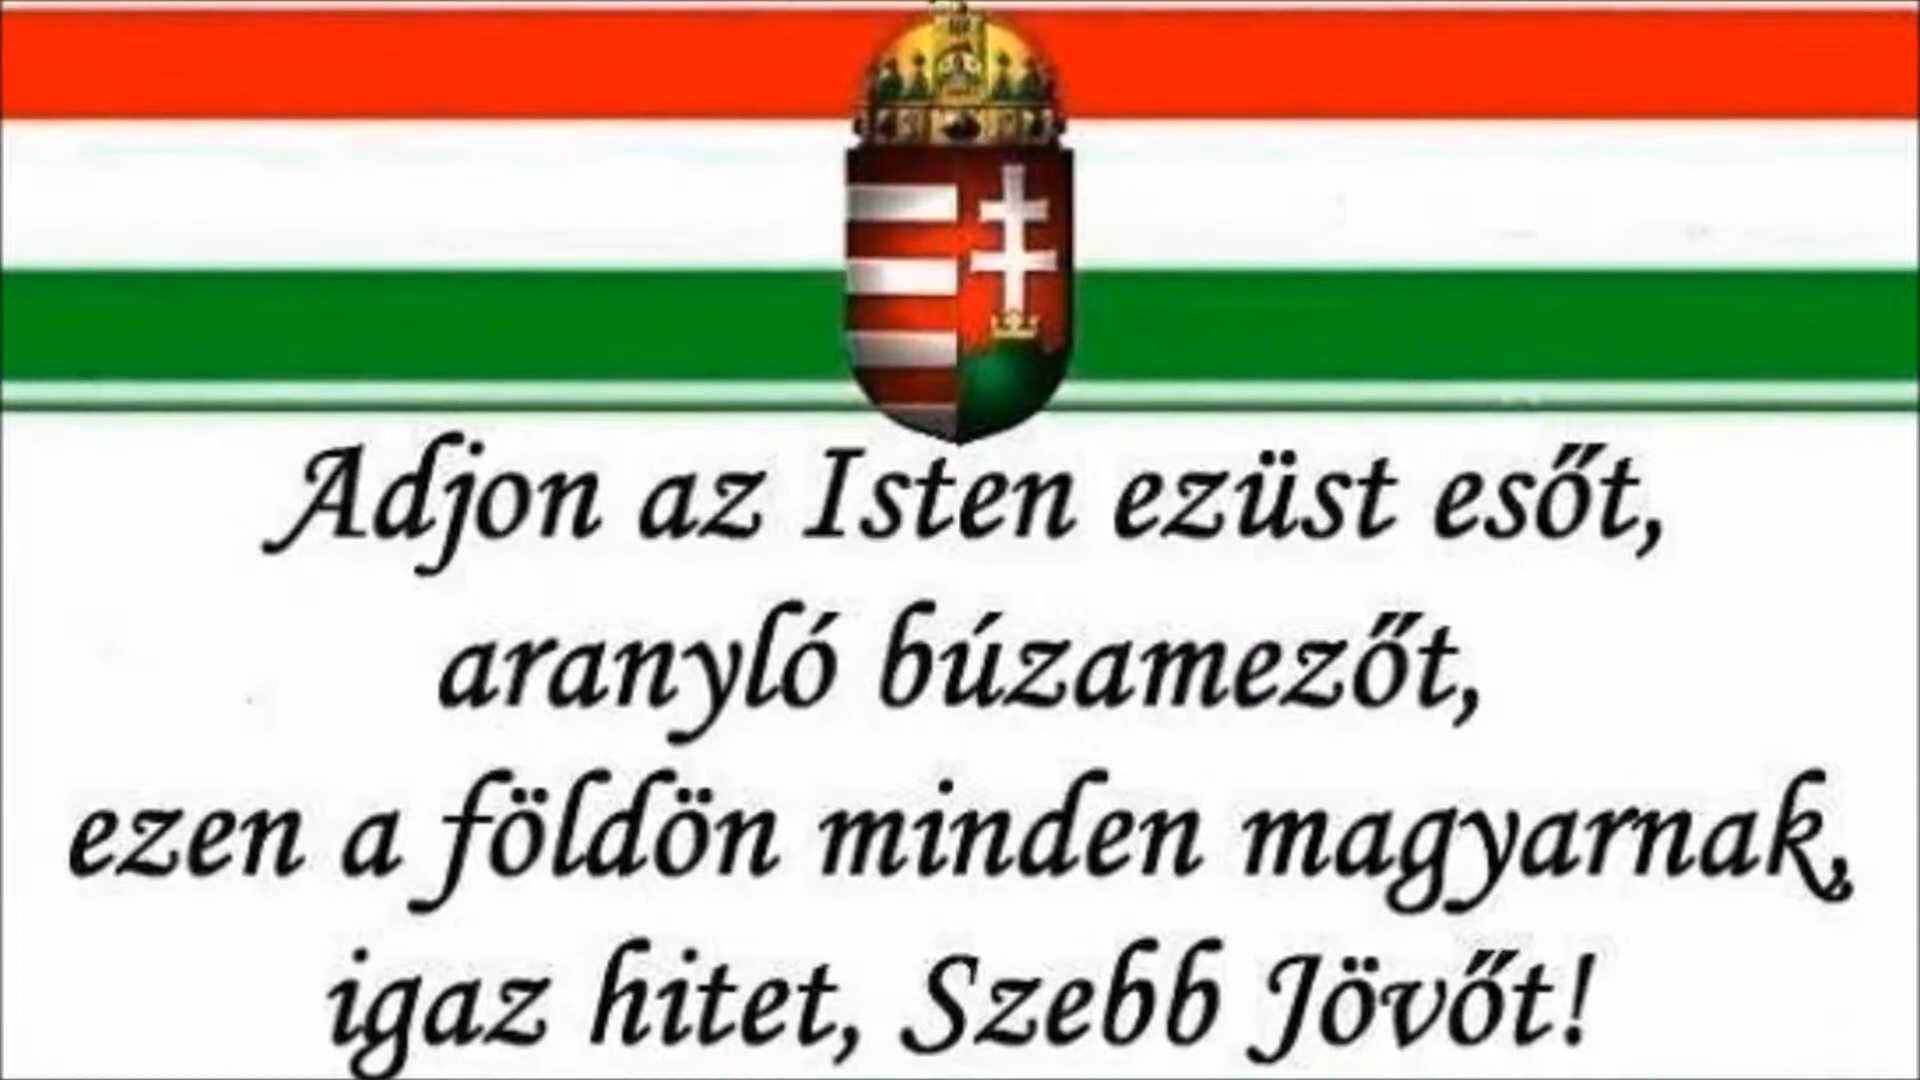 Adjon az Isten ezüst esőt,
aranyló búzamezőt,
ezen a földön minden magyarnak,
igaz hitet, Szebb Jövőt!